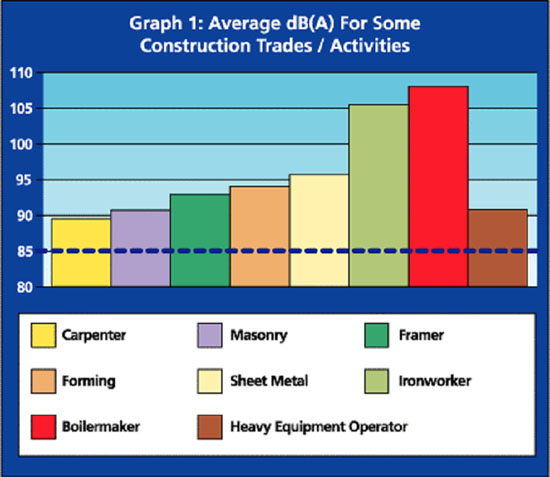 Graph 1: Average dB(A) For Some
Construction Trades / Activities
110
105
100
95
90
85
80
Carpenter
Masonry
Framer
Forming
Sheet Metal
Ironworker
Boilermaker
Heavy Equipment Operator